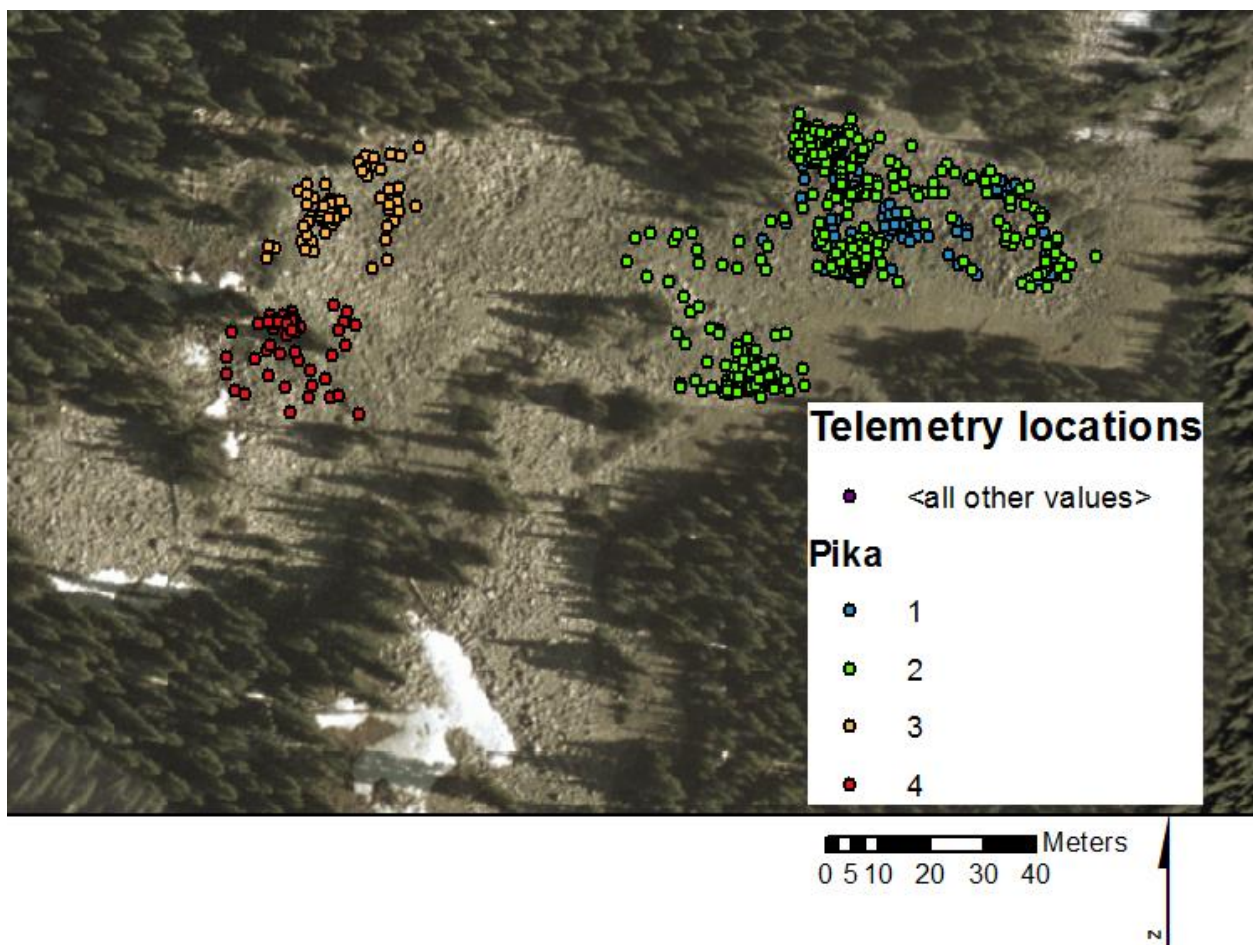 Telemetry locations
<all other values>
Pika
1
2
3
4
Meters
0 5 10 20 30 40
N